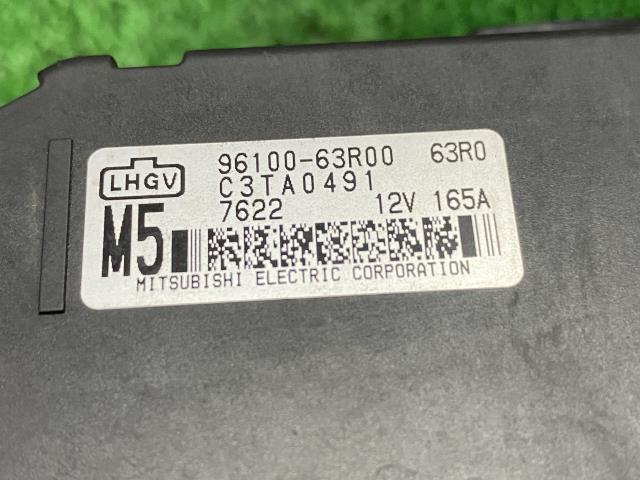 LHGV 96100-63R00 63R0
C3TA0491
M5 7622 12V 165A
MITSUBISHI ELECTRIC CORPORATION